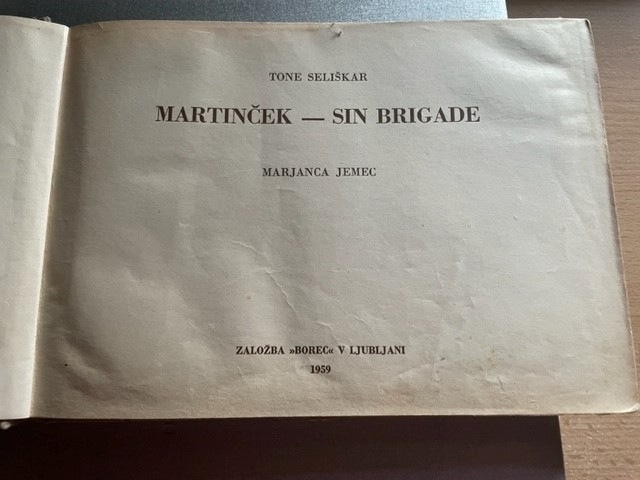 TONE SELIŠKAR
MARTINČEK — SIN BRIGADE
MARJANCA JEMEC
ZALOŽBA »BOREC« V LJUBLJANI
1959